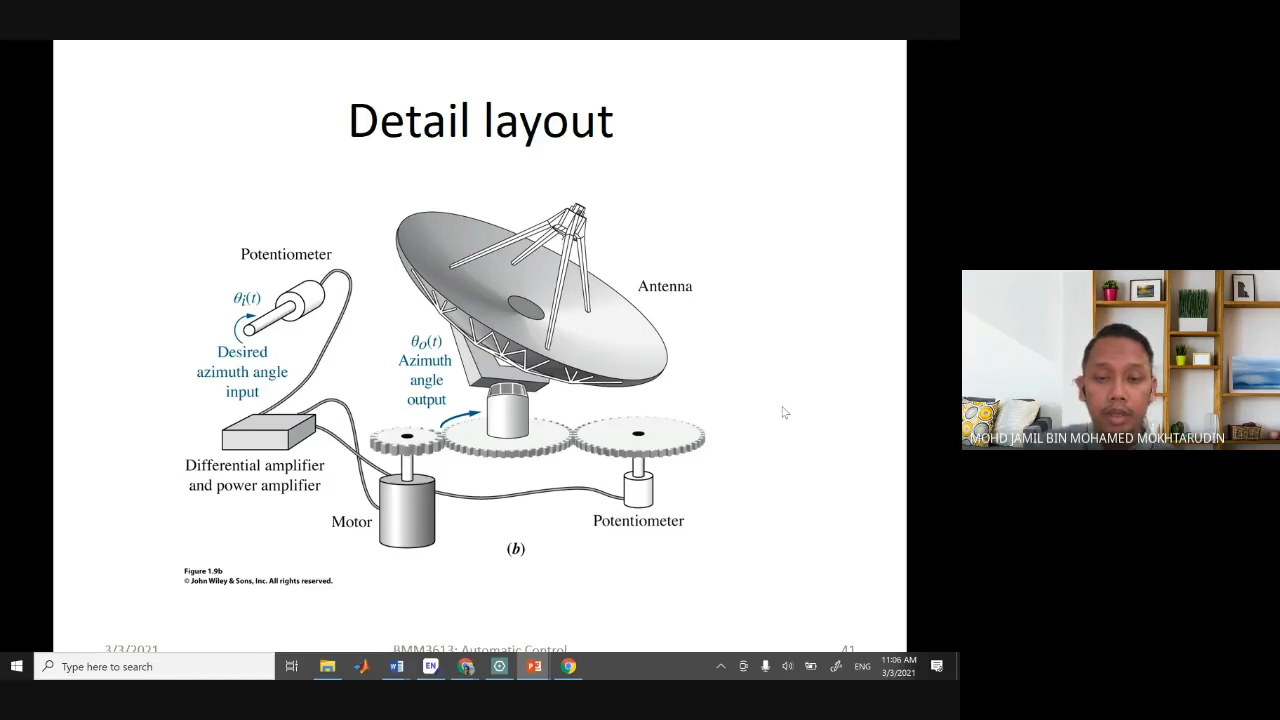 Detail layout
Potentiometer
θi(t)
Desired
azimuth angle
input
Antenna
θo(t)
Azimuth
angle
output
Differential amplifier
and power amplifier
Motor
Potentiometer
(b)
Figure 1.9b
© John Wiley & Sons, Inc. All rights reserved.
3/3/2021
BMM3613: Automatic Control
41
MOHD JAMIL BIN MOHAMED MOKHTARUDIN
Type here to search
EN
ENG
11:06 AM
3/3/2021